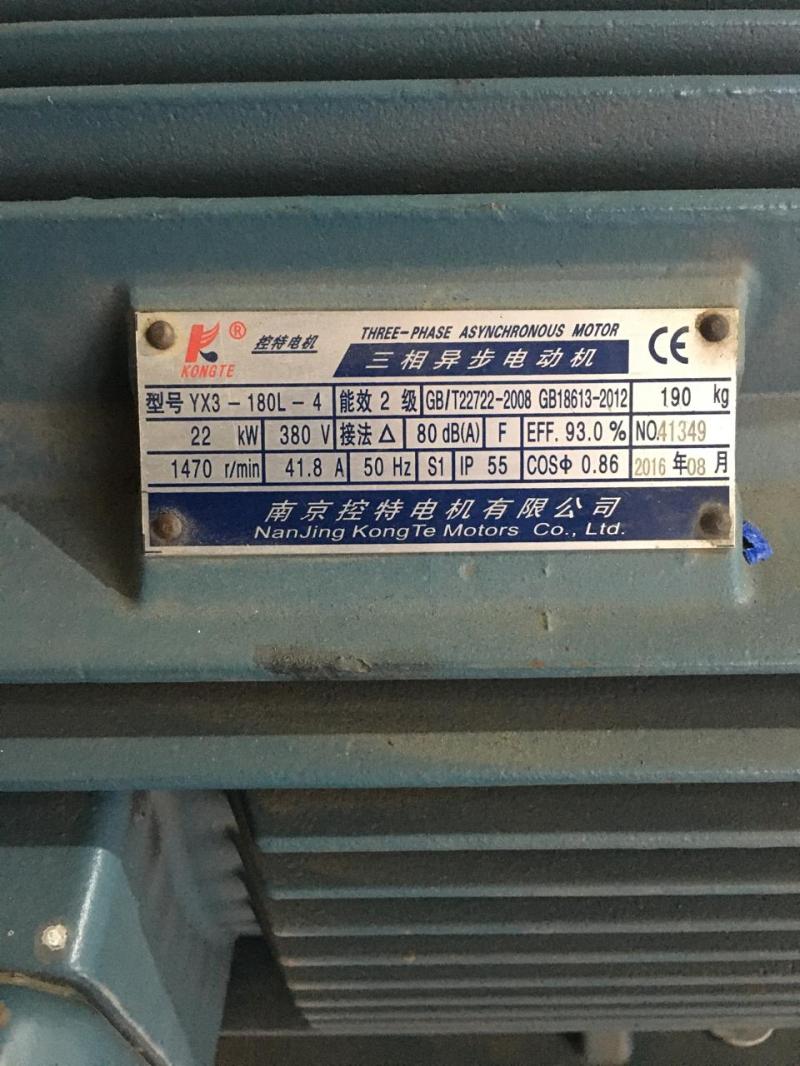 ® 控特电机 THREE-PHASE ASYNCHRONOUS MOTOR
KONGTE 三相异步电动机 CE
型号 YX3-180L-4 能效 2 级 GB/T22722-2008 GB18613-2012 190 kg
22 kW 380 V 接法 △ 80 dB(A) F EFF. 93.0 % NO.41349
1470 r/min 41.8 A 50 Hz S1 IP 55 COSΦ 0.86 2016 年 08 月
南京控特电机有限公司
NanJing KongTe Motors Co., Ltd.